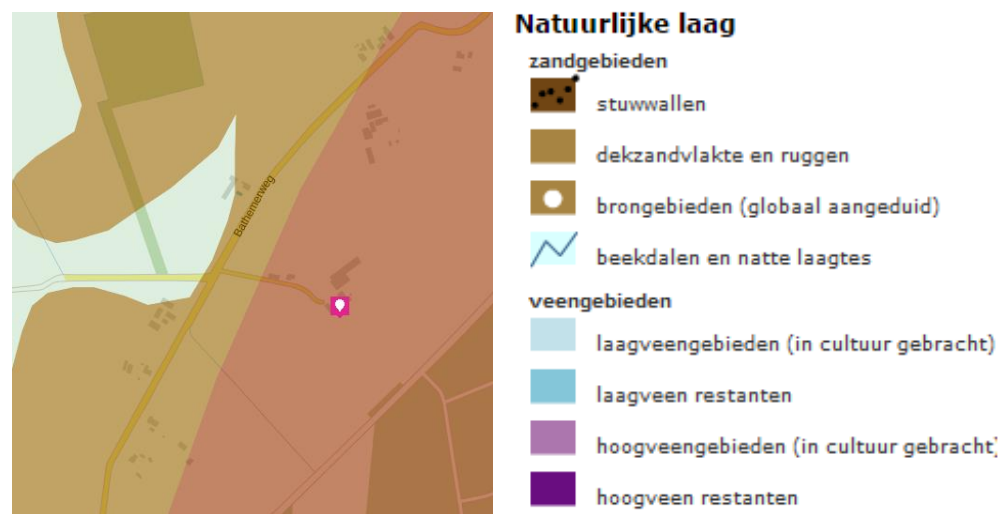 Bathemerweg
Natuurlijke laag
zandgebieden
stuwwallen
dekzandvlakte en ruggen
brongebieden (globaal aangeduid)
beekdalen en natte laagtes
veengebieden
laagveengebieden (in cultuur gebracht)
laagveen restanten
hoogveengebieden (in cultuur gebracht)
hoogveen restanten